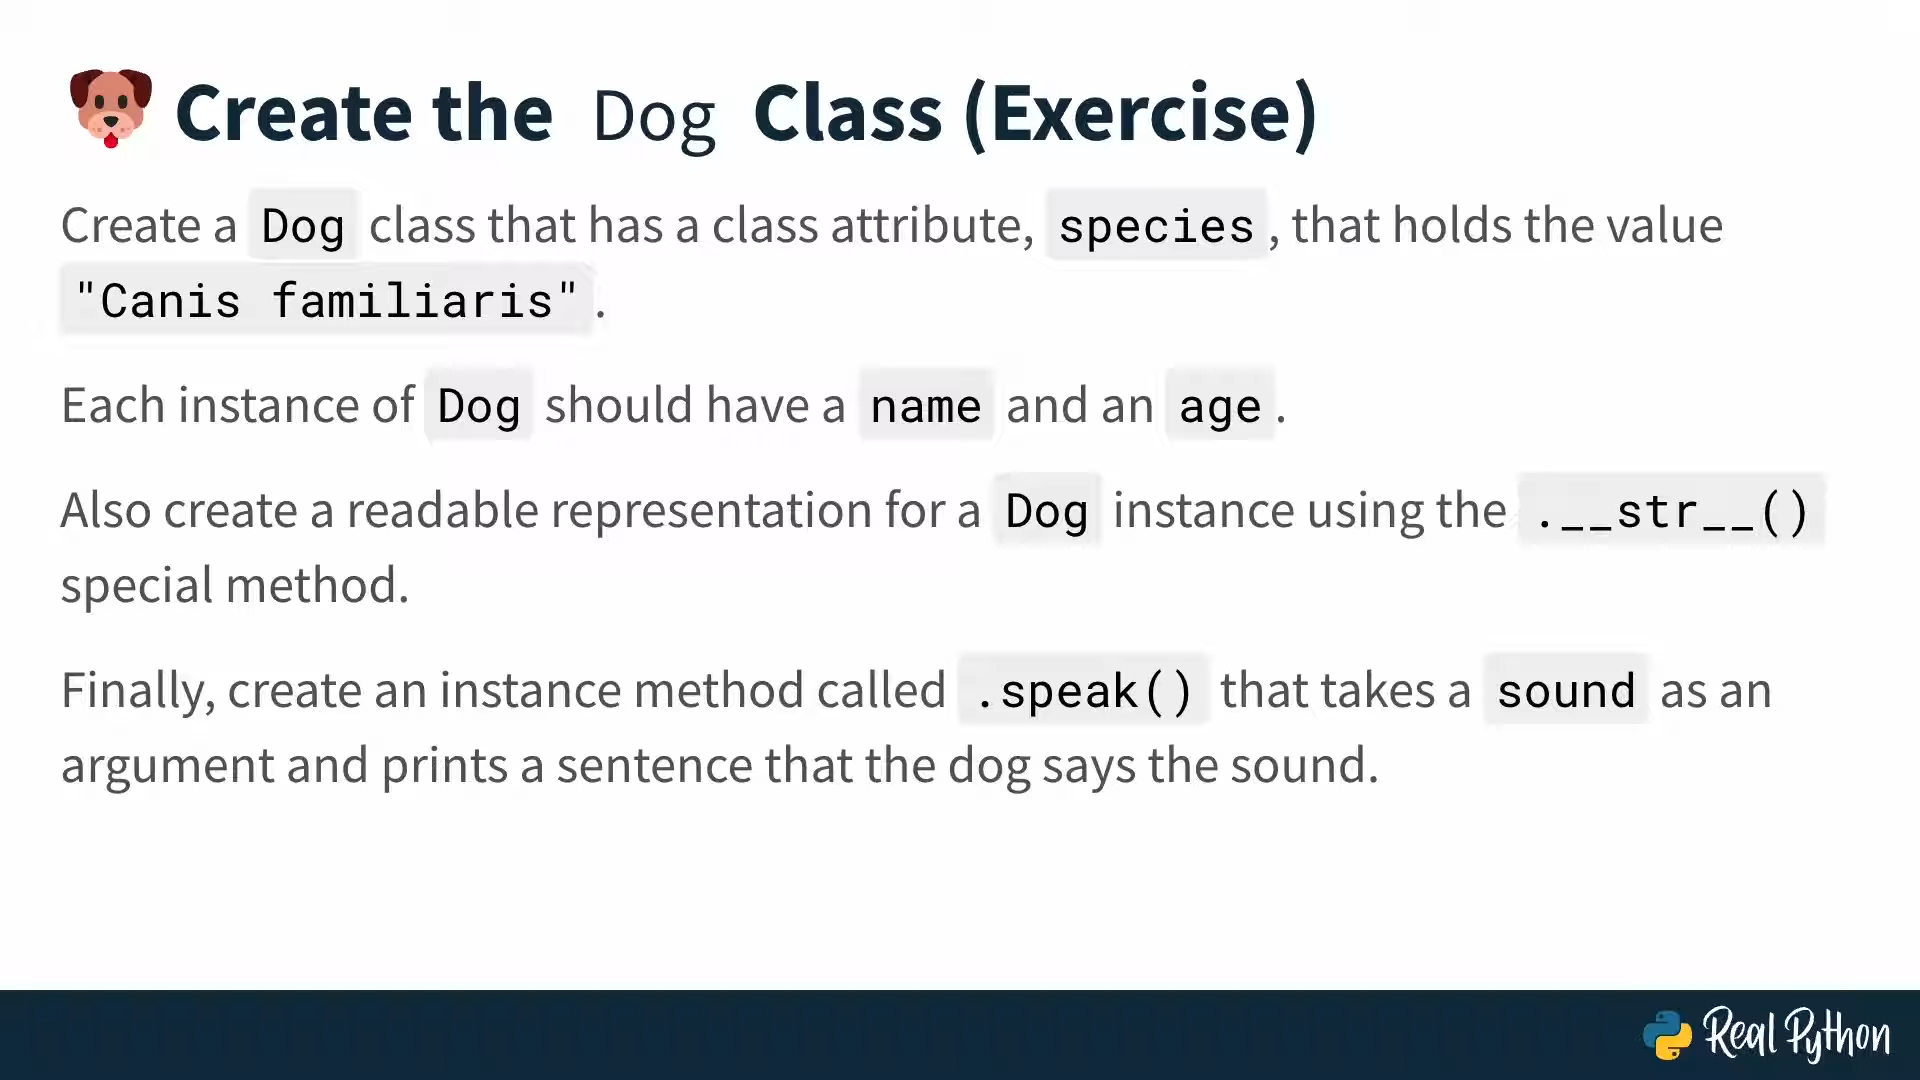 Create the Dog Class (Exercise)
Create a Dog class that has a class attribute, species, that holds the value
"Canis familiaris".
Each instance of Dog should have a name and an age.
Also create a readable representation for a Dog instance using the .__str__()
special method.
Finally, create an instance method called .speak() that takes a sound as an
argument and prints a sentence that the dog says the sound.
Real Python